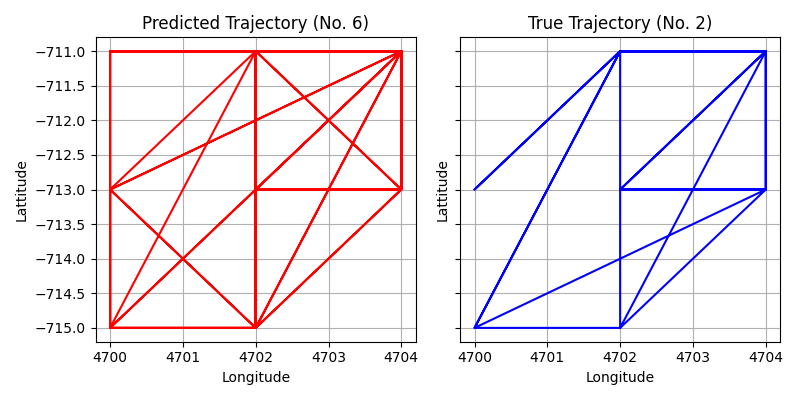 Predicted Trajectory (No. 6)
Lattitude
−711.0
−711.5
−712.0
−712.5
−713.0
−713.5
−714.0
−714.5
−715.0
4700 4701 4702 4703 4704
Longitude
True Trajectory (No. 2)
Lattitude
4700 4701 4702 4703 4704
Longitude